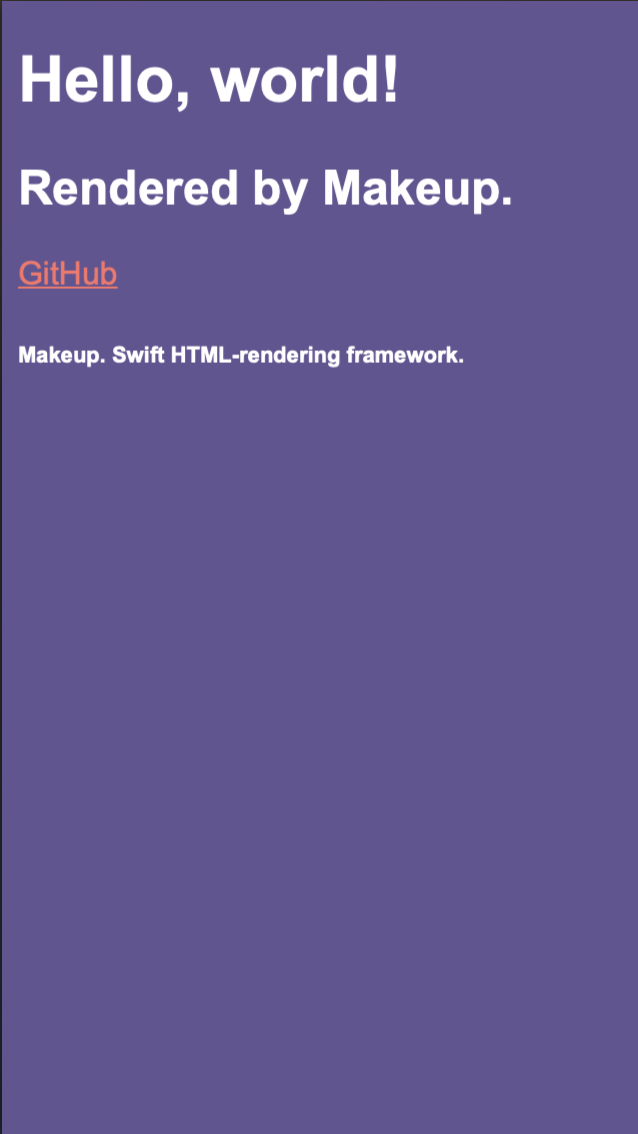 Hello, world!
Rendered by Makeup.
GitHub
Makeup. Swift HTML-rendering framework.